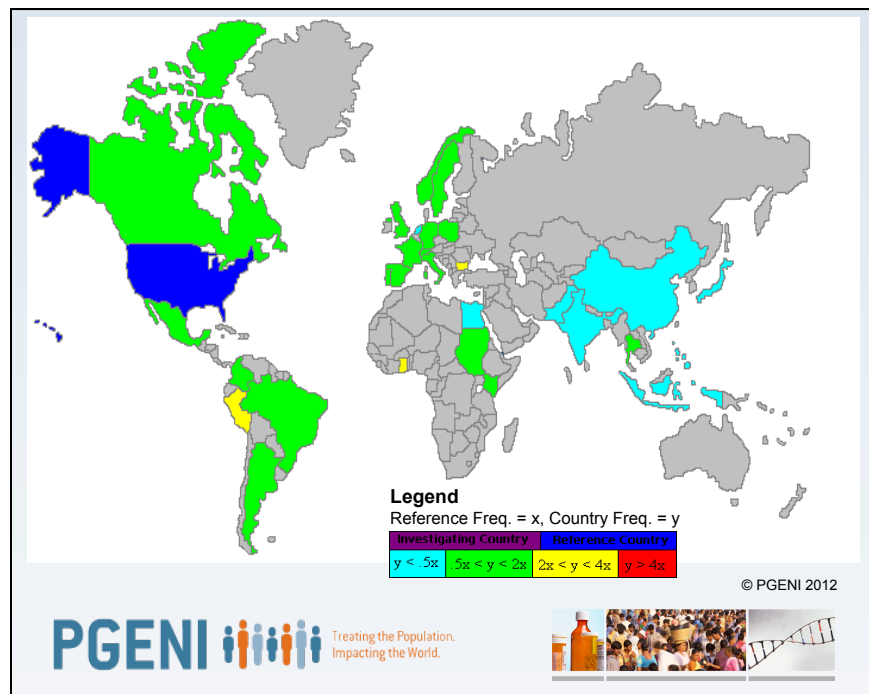 Legend
Reference Freq. = x, Country Freq. = y
Investigating Country Reference Country
y < .5x .5x < y < 2x 2x < y < 4x y > 4x
© PGENI 2012
PGENI
Treating the Population.
Impacting the World.